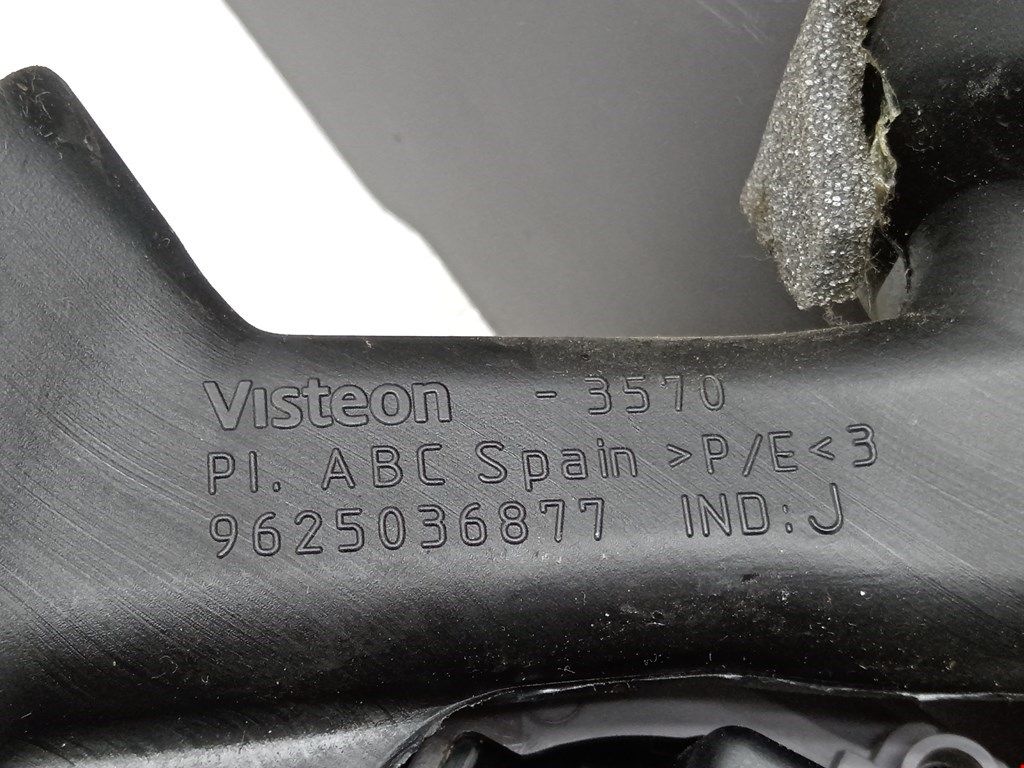 Visteon - 3570
Pl. ABC Spain >P/E< 3
9625036877 IND: J